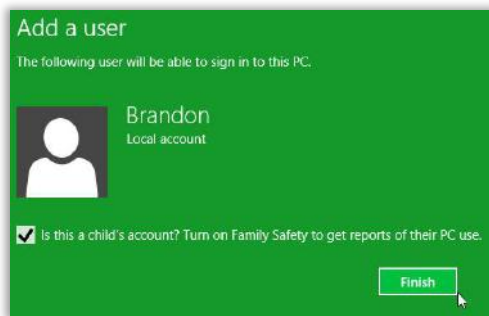 Add a user
The following user will be able to sign in to this PC.
Brandon
Local account
Is this a child's account? Turn on Family Safety to get reports of their PC use.
Finish